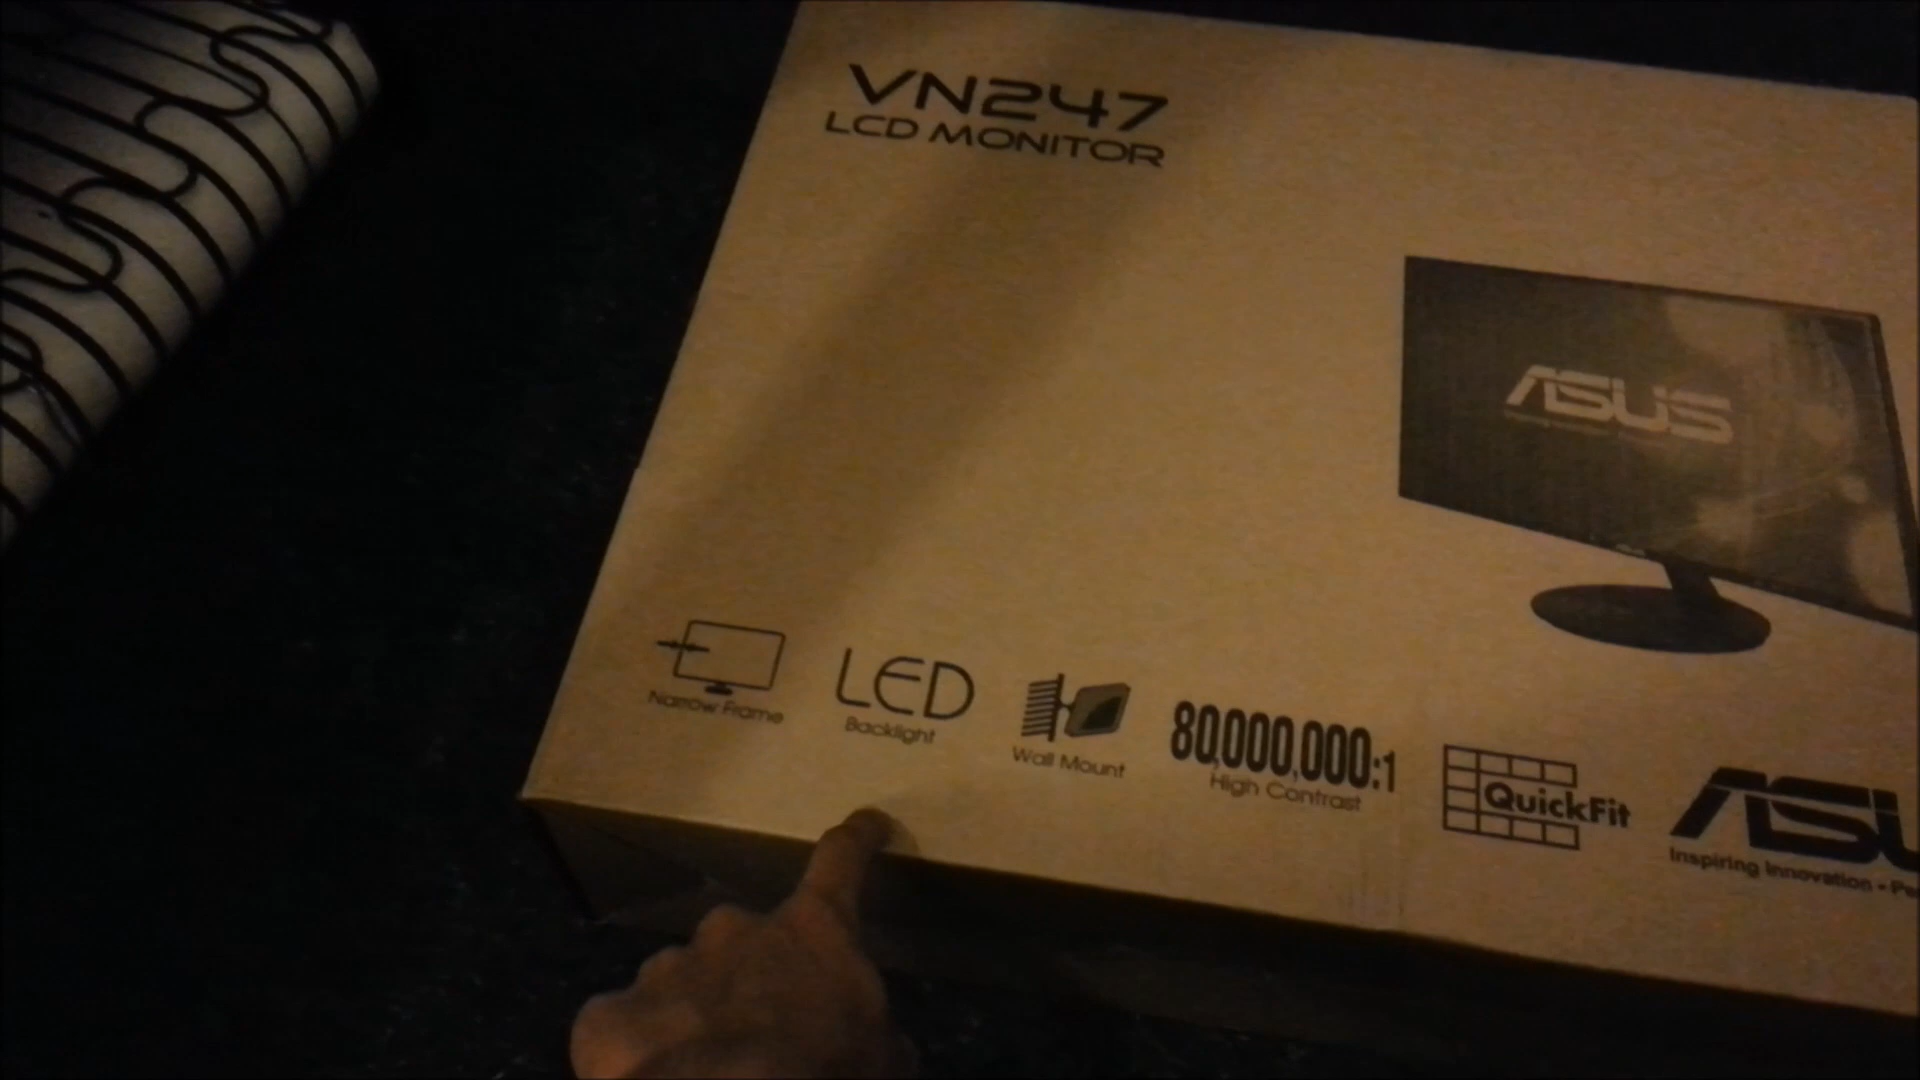 VN247
LCD MONITOR
ASUS
Narrow Frame
LED
Backlight
Wall Mount
80,000,000:1
High Contrast
QuickFit
ASU
Inspiring Innovation •